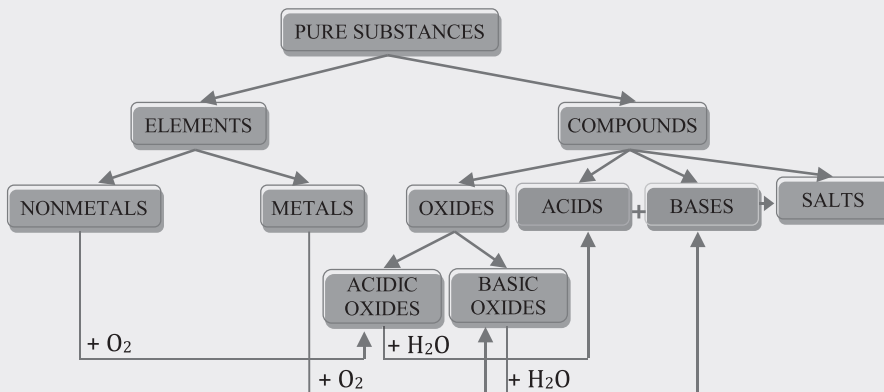 PURE SUBSTANCES
ELEMENTS
COMPOUNDS
NONMETALS
METALS
OXIDES
ACIDS
+
BASES
SALTS
ACIDIC
OXIDES
BASIC
OXIDES
+ O₂
+ H₂O
+ O₂
+ H₂O